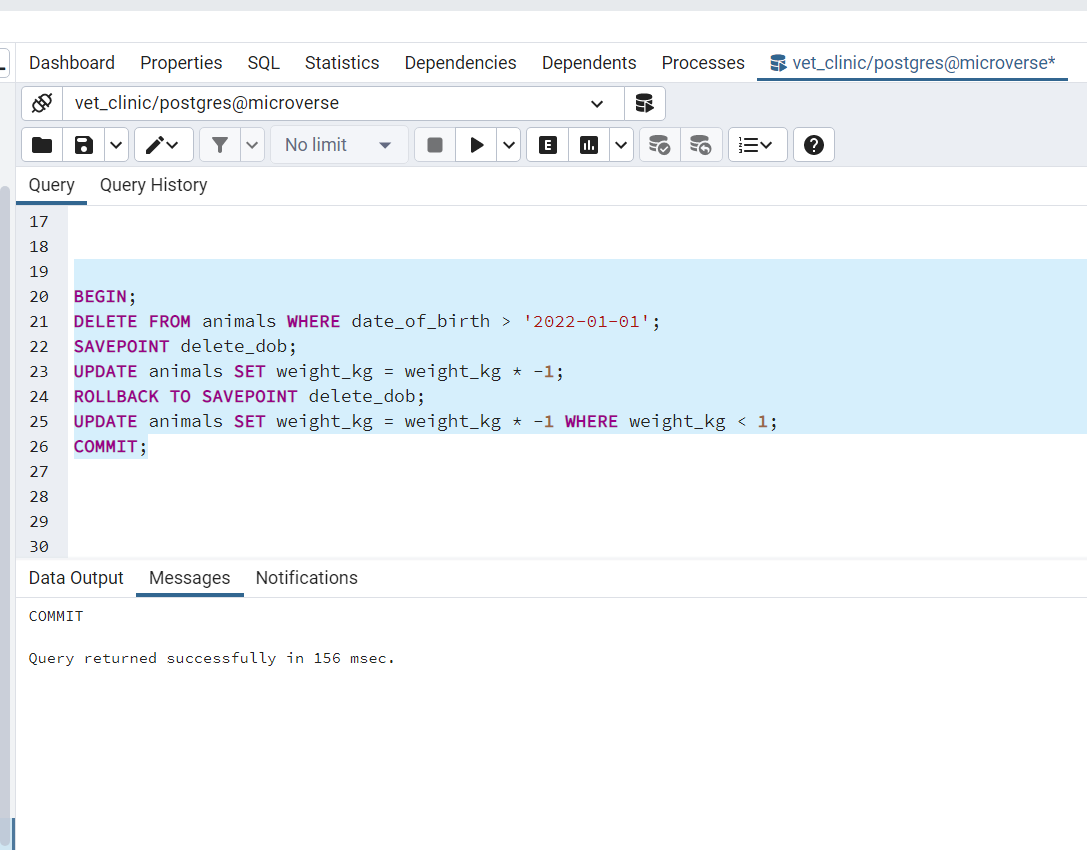 Dashboard Properties SQL Statistics Dependencies Dependents Processes vet_clinic/postgres@microverse*
vet_clinic/postgres@microverse
No limit E ?
Query Query History
17
18
19
20 BEGIN;
21 DELETE FROM animals WHERE date_of_birth > '2022-01-01';
22 SAVEPOINT delete_dob;
23 UPDATE animals SET weight_kg = weight_kg * -1;
24 ROLLBACK TO SAVEPOINT delete_dob;
25 UPDATE animals SET weight_kg = weight_kg * -1 WHERE weight_kg < 1;
26 COMMIT;
27
28
29
30
Data Output Messages Notifications
COMMIT
Query returned successfully in 156 msec.